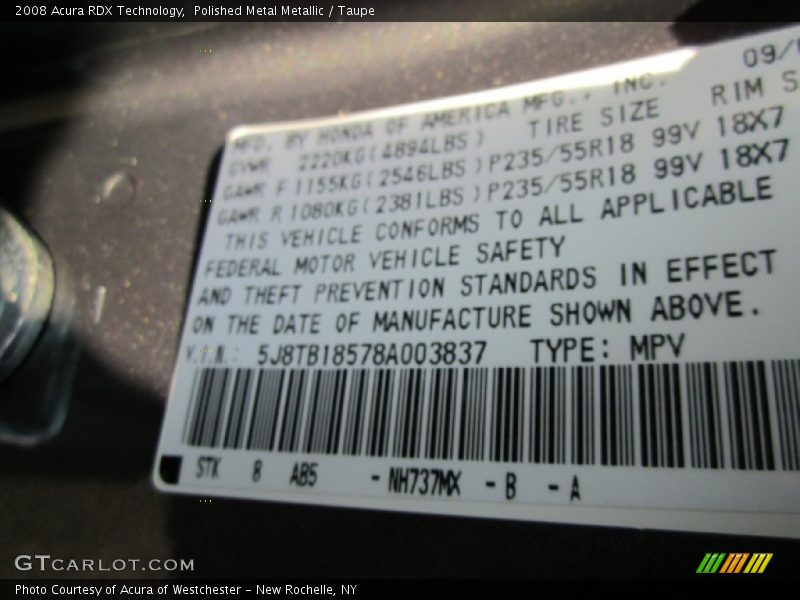 2008 Acura RDX Technology, Polished Metal Metallic / Taupe
09/
MFD. BY HONDA OF AMERICA MFG., INC.
GVWR 2220KG(4894LBS) TIRE SIZE RIM S
GAWR F 1155KG(2546LBS)P235/55R18 99V 18X7
GAWR R 1080KG(2381LBS)P235/55R18 99V 18X7
THIS VEHICLE CONFORMS TO ALL APPLICABLE
FEDERAL MOTOR VEHICLE SAFETY
AND THEFT PREVENTION STANDARDS IN EFFECT
ON THE DATE OF MANUFACTURE SHOWN ABOVE.
V.I.N.: 5J8TB18578A003837 TYPE: MPV
STK 8 AB5 -NH737MX -B -A
GTCARLOT.COM
Photo Courtesy of Acura of Westchester - New Rochelle, NY